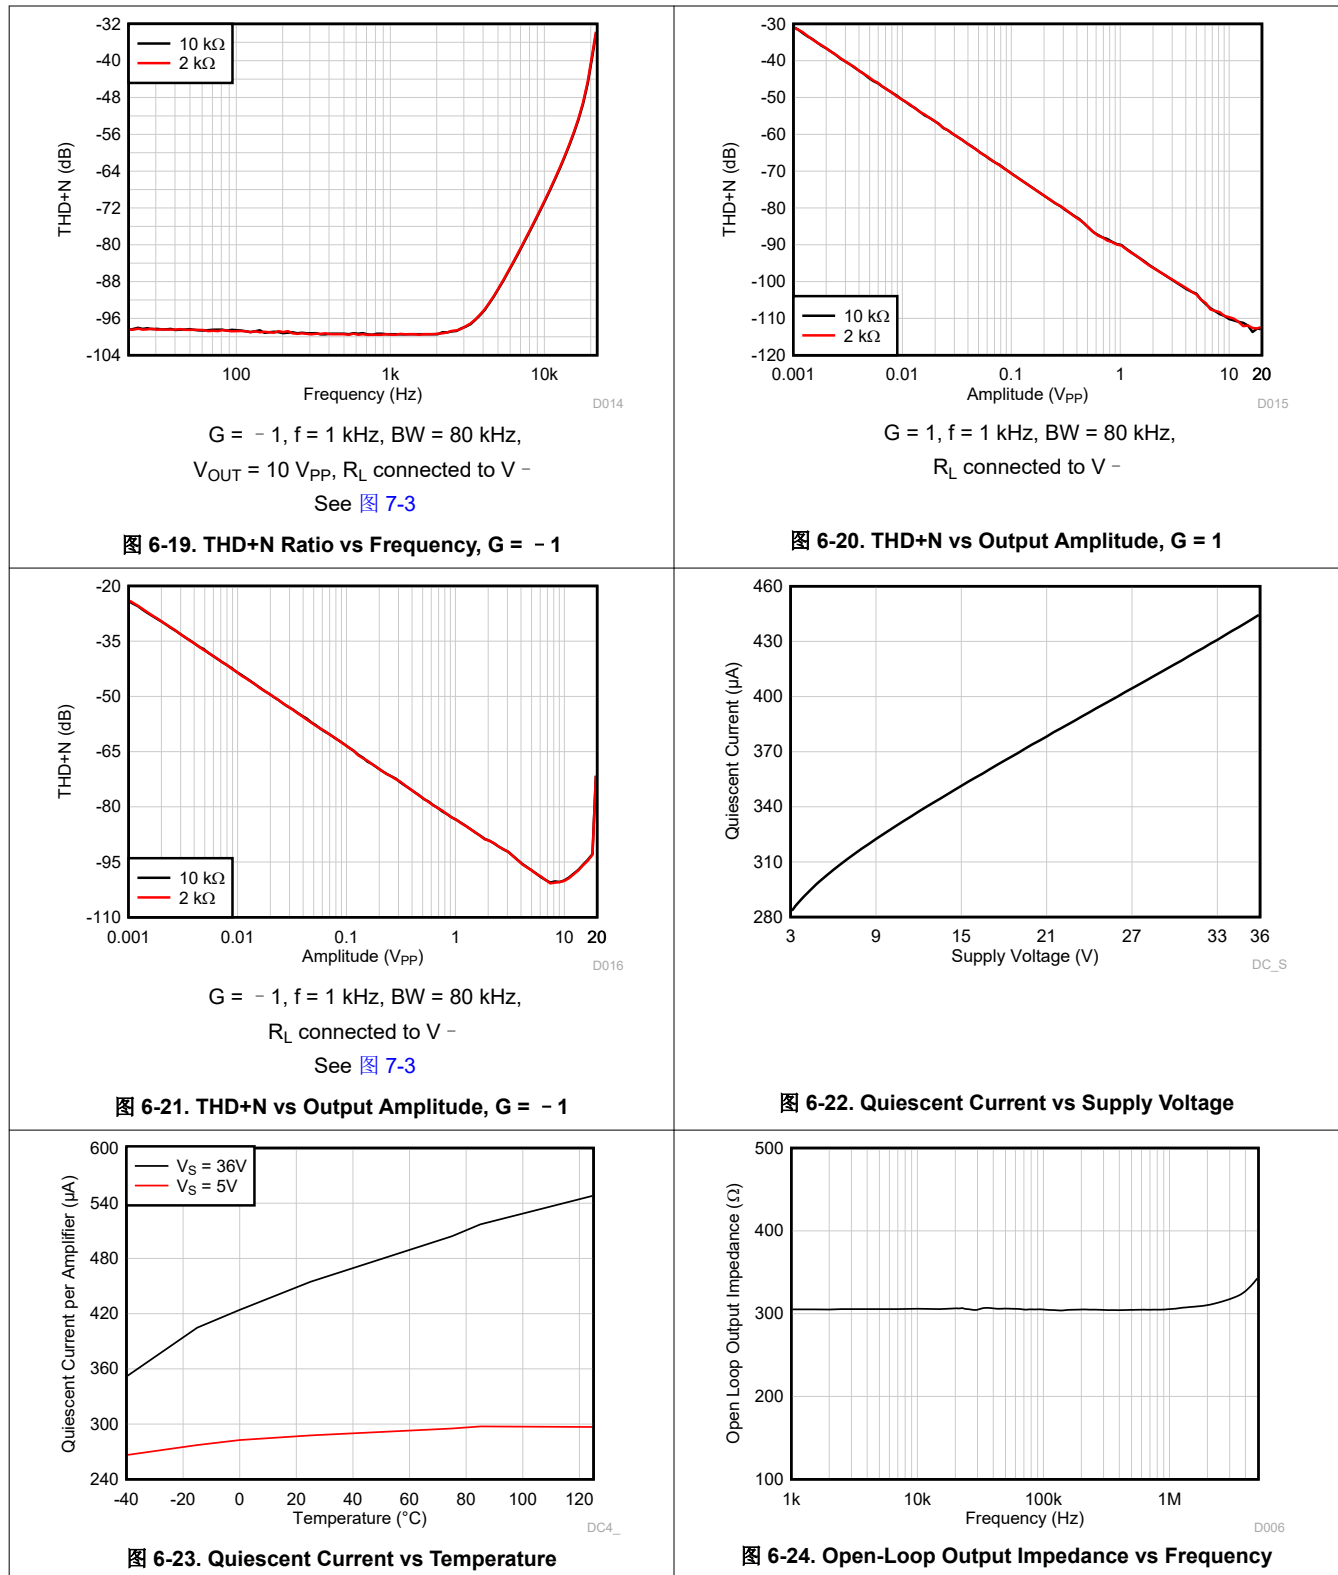 -32
-40
-48
-56
-64
-72
-80
-88
-96
-104
THD+N (dB)
10 kΩ
2 kΩ
100
1k
10k
Frequency (Hz)
D014
G = －1, f = 1 kHz, BW = 80 kHz,
VOUT = 10 VPP, RL connected to V－
See 图 7-3
图 6-19. THD+N Ratio vs Frequency, G = －1
-30
-40
-50
-60
-70
-80
-90
-100
-110
-120
THD+N (dB)
10 kΩ
2 kΩ
0.001
0.01
0.1
1
10
20
Amplitude (VPP)
D015
G = 1, f = 1 kHz, BW = 80 kHz,
RL connected to V－
图 6-20. THD+N vs Output Amplitude, G = 1
-20
-35
-50
-65
-80
-95
-110
THD+N (dB)
10 kΩ
2 kΩ
0.001
0.01
0.1
1
10
20
Amplitude (VPP)
D016
G = －1, f = 1 kHz, BW = 80 kHz,
RL connected to V－
See 图 7-3
图 6-21. THD+N vs Output Amplitude, G = －1
460
430
400
370
340
310
280
Quiescent Current (µA)
3
9
15
21
27
33
36
Supply Voltage (V)
DC_S
图 6-22. Quiescent Current vs Supply Voltage
600
540
480
420
360
300
240
Quiescent Current per Amplifier (µA)
VS = 36V
VS = 5V
-40
-20
0
20
40
60
80
100
120
Temperature (°C)
DC4_
图 6-23. Quiescent Current vs Temperature
500
400
300
200
100
Open Loop Output Impedance (Ω)
1k
10k
100k
1M
Frequency (Hz)
D006
图 6-24. Open-Loop Output Impedance vs Frequency